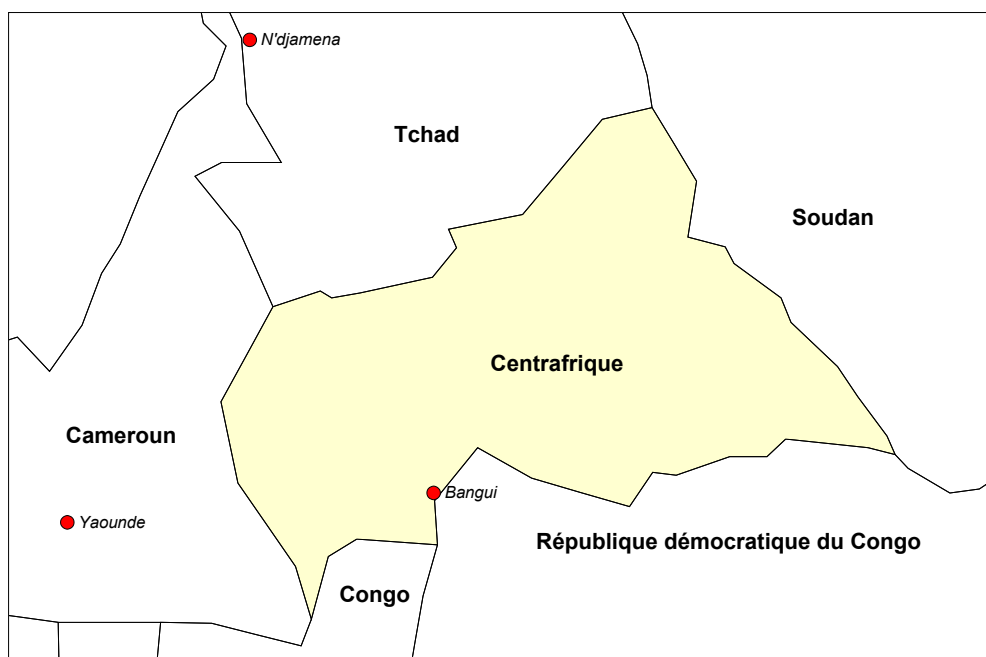 N'djamena
Tchad
Soudan
Centrafrique
Cameroun
Bangui
Yaounde
République démocratique du Congo
Congo